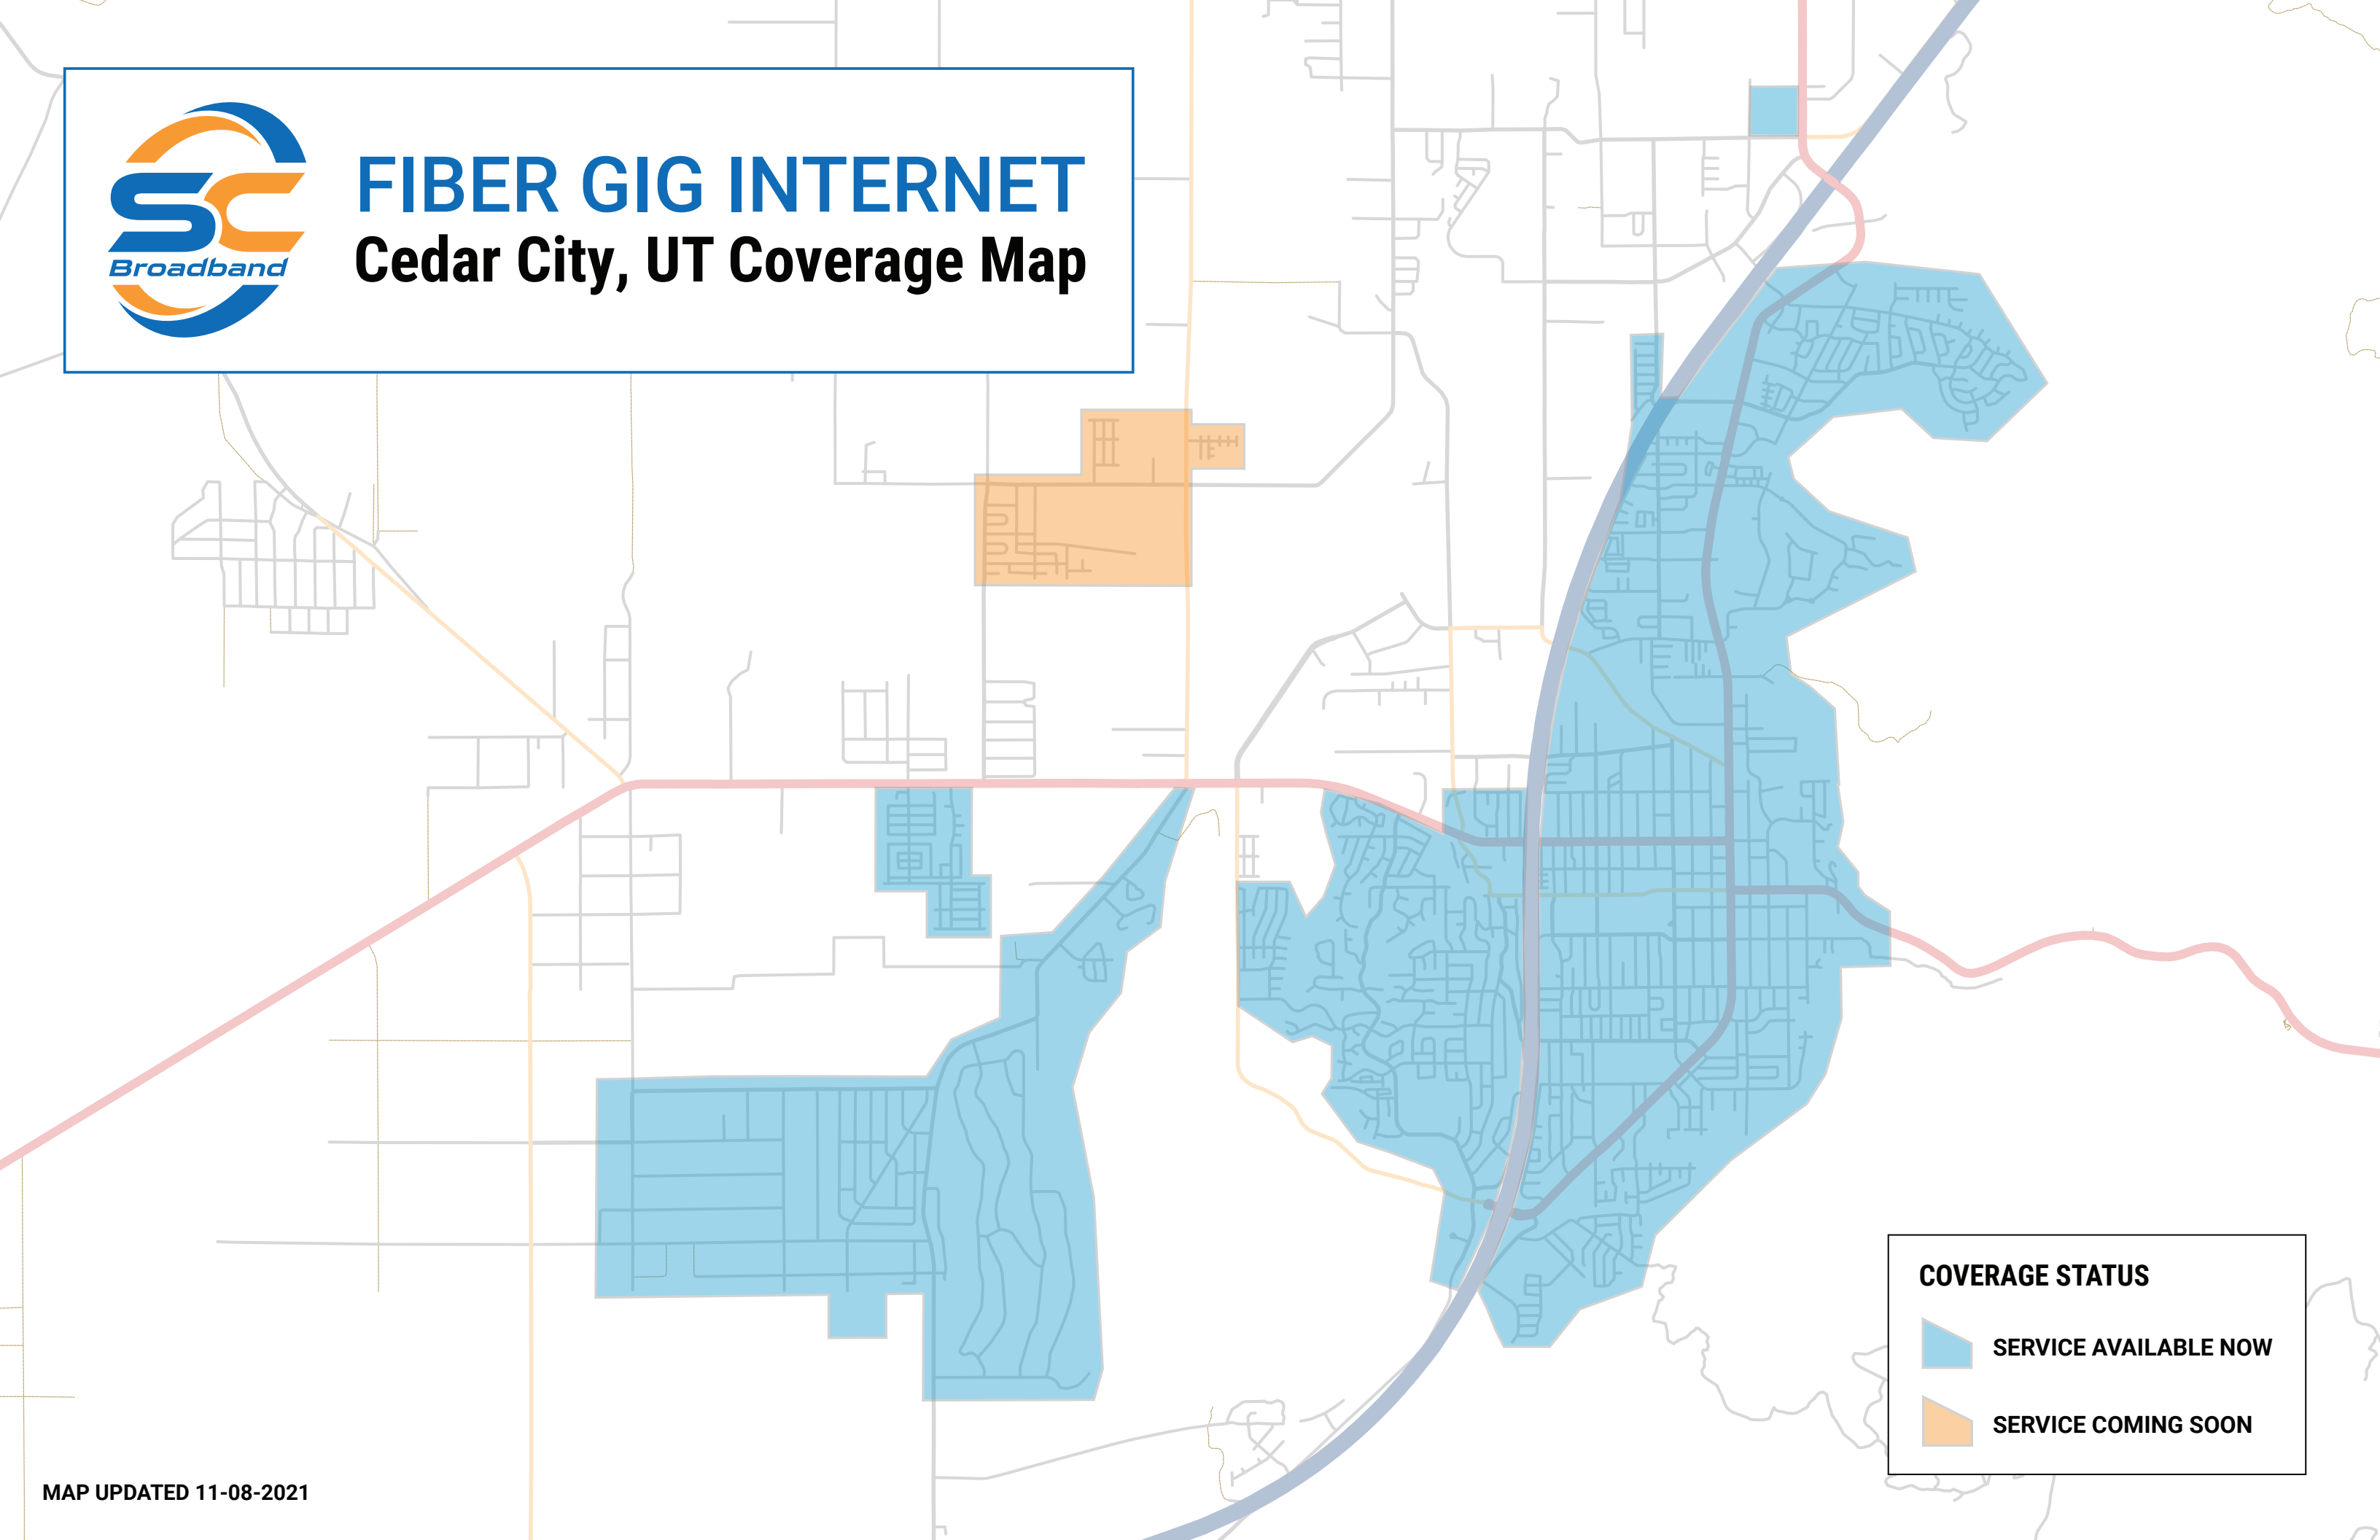 SC
Broadband
FIBER GIG INTERNET
Cedar City, UT Coverage Map
COVERAGE STATUS
SERVICE AVAILABLE NOW
SERVICE COMING SOON
MAP UPDATED 11-08-2021